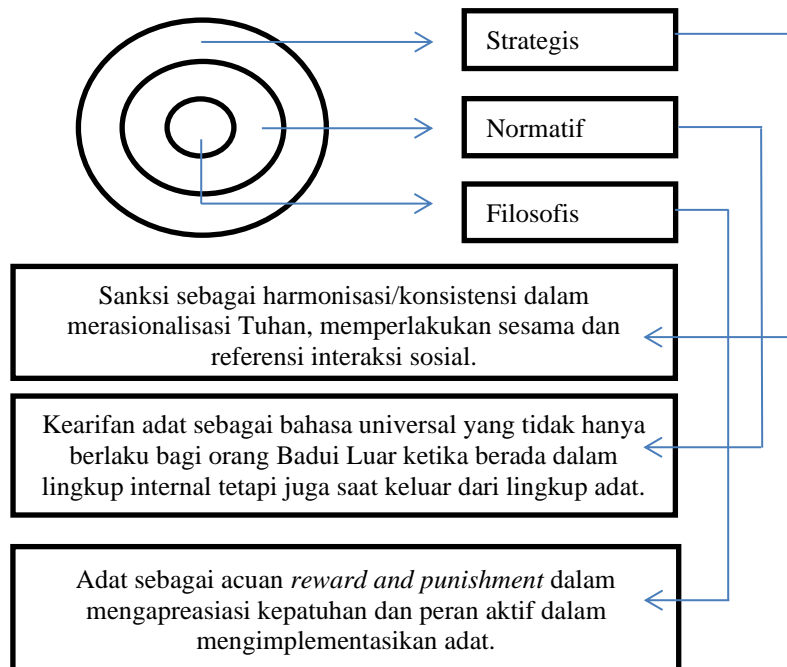 Strategis
Normatif
Filosofis
Sanksi sebagai harmonisasi/konsistensi dalam
merasionalisasi Tuhan, memperlakukan sesama dan
referensi interaksi sosial.
Kearifan adat sebagai bahasa universal yang tidak hanya
berlaku bagi orang Badui Luar ketika berada dalam
lingkup internal tetapi juga saat keluar dari lingkup adat.
Adat sebagai acuan reward and punishment dalam
mengapreasiasi kepatuhan dan peran aktif dalam
mengimplementasikan adat.